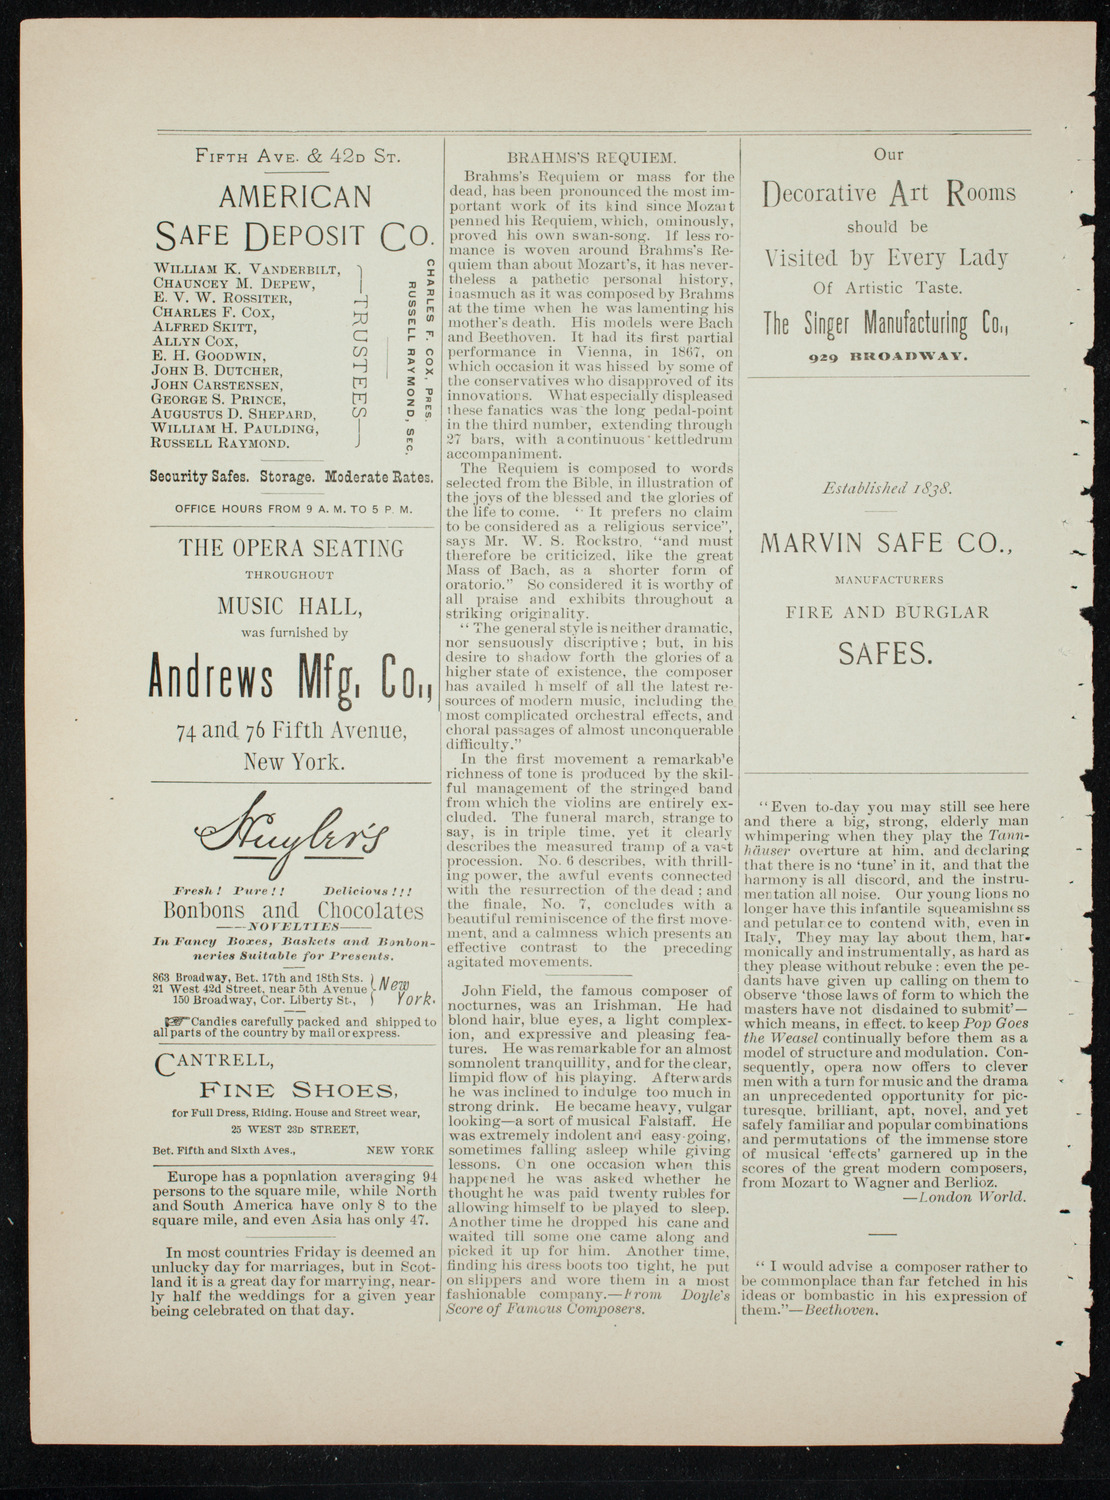 FIFTH AVE. & 42D ST.
AMERICAN
SAFE DEPOSIT CO.
WILLIAM K. VANDERBILT,
CHAUNCEY M. DEPEW,
E. V. W. ROSSITER,
CHARLES F. COX,
ALFRED SKITT,
ALLYN COX,
E. H. GOODWIN,
JOHN B. DUTCHER,
JOHN CARSTENSEN,
GEORGE S. PRINCE,
AUGUSTUS D. SHEPARD,
WILLIAM H. PAULDING,
RUSSELL RAYMOND.
TRUSTEES
CHARLES F. COX, PRES.
RUSSELL RAYMOND, SEC.
Security Safes. Storage. Moderate Rates.
OFFICE HOURS FROM 9 A. M. TO 5 P. M.
THE OPERA SEATING
THROUGHOUT
MUSIC HALL,
was furnished by
Andrews Mfg. Co.,
74 and 76 Fifth Avenue,
New York.
Huyler's
Fresh! Pure!! Delicious!!!
Bonbons and Chocolates
—NOVELTIES—
In Fancy Boxes, Baskets and Bonbon-
neries Suitable for Presents.
863 Broadway, Bet. 17th and 18th Sts.
21 West 42d Street, near 5th Avenue
150 Broadway, Cor. Liberty St.,
New York.
☞Candies carefully packed and shipped to
all parts of the country by mail or express.
CANTRELL,
FINE SHOES,
for Full Dress, Riding. House and Street wear,
25 WEST 23D STREET,
Bet. Fifth and Sixth Aves., NEW YORK
Europe has a population averaging 94
persons to the square mile, while North
and South America have only 8 to the
square mile, and even Asia has only 47.
In most countries Friday is deemed an
unlucky day for marriages, but in Scot-
land it is a great day for marrying, near-
ly half the weddings for a given year
being celebrated on that day.
BRAHMS'S REQUIEM.
Brahms's Requiem or mass for the
dead, has been pronounced the most im-
portant work of its kind since Mozart
penned his Requiem, which, ominously,
proved his own swan-song. If less ro-
mance is woven around Brahms's Re-
quiem than about Mozart's, it has never-
theless a pathetic personal history,
inasmuch as it was composed by Brahms
at the time when he was lamenting his
mother's death. His models were Bach
and Beethoven. It had its first partial
performance in Vienna, in 1867, on
which occasion it was hissed by some of
the conservatives who disapproved of its
innovations. What especially displeased
these fanatics was the long pedal-point
in the third number, extending through
27 bars, with a continuous kettledrum
accompaniment.
The Requiem is composed to words
selected from the Bible, in illustration of
the joys of the blessed and the glories of
the life to come. "It prefers no claim
to be considered as a religious service",
says Mr. W. S. Rockstro, "and must
therefore be criticized, like the great
Mass of Bach, as a shorter form of
oratorio." So considered it is worthy of
all praise and exhibits throughout a
striking originality.
"The general style is neither dramatic,
nor sensuously discriptive; but, in his
desire to shadow forth the glories of a
higher state of existence, the composer
has availed h mself of all the latest re-
sources of modern music, including the
most complicated orchestral effects, and
choral passages of almost unconquerable
difficulty."
In the first movement a remarkab'e
richness of tone is produced by the skil-
ful management of the stringed band
from which the violins are entirely ex-
cluded. The funeral march, strange to
say, is in triple time, yet it clearly
describes the measured tramp of a vast
procession. No. 6 describes, with thrill-
ing power, the awful events connected
with the resurrection of the dead; and
the finale, No. 7, concludes with a
beautiful reminiscence of the first move-
ment, and a calmness which presents an
effective contrast to the preceding
agitated movements.
John Field, the famous composer of
nocturnes, was an Irishman. He had
blond hair, blue eyes, a light complex-
ion, and expressive and pleasing fea-
tures. He was remarkable for an almost
somnolent tranquillity, and for the clear,
limpid flow of his playing. Afterwards
he was inclined to indulge too much in
strong drink. He became heavy, vulgar
looking—a sort of musical Falstaff. He
was extremely indolent and easy-going,
sometimes falling asleep while giving
lessons. On one occasion when this
happened he was asked whether he
thought he was paid twenty rubles for
allowing himself to be played to sleep.
Another time he dropped his cane and
waited till some one came along and
picked it up for him. Another time,
finding his dress boots too tight, he put
on slippers and wore them in a most
fashionable company.—From Doyle's
Score of Famous Composers.
Our
Decorative Art Rooms
should be
Visited by Every Lady
Of Artistic Taste.
The Singer Manufacturing Co.,
929 BROADWAY.
Established 1838.
MARVIN SAFE CO.,
MANUFACTURERS
FIRE AND BURGLAR
SAFES.
"Even to-day you may still see here
and there a big, strong, elderly man
whimpering when they play the Tann-
häuser overture at him, and declaring
that there is no 'tune' in it, and that the
harmony is all discord, and the instru-
mentation all noise. Our young lions no
longer have this infantile squeamishness
and petulance to contend with, even in
Italy, They may lay about them, har-
monically and instrumentally, as hard as
they please without rebuke: even the pe-
dants have given up calling on them to
observe 'those laws of form to which the
masters have not disdained to submit'—
which means, in effect. to keep Pop Goes
the Weasel continually before them as a
model of structure and modulation. Con-
sequently, opera now offers to clever
men with a turn for music and the drama
an unprecedented opportunity for pic-
turesque, brilliant, apt, novel, and yet
safely familiar and popular combinations
and permutations of the immense store
of musical 'effects' garnered up in the
scores of the great modern composers,
from Mozart to Wagner and Berlioz.
—London World.
"I would advise a composer rather to
be commonplace than far fetched in his
ideas or bombastic in his expression of
them."—Beethoven.